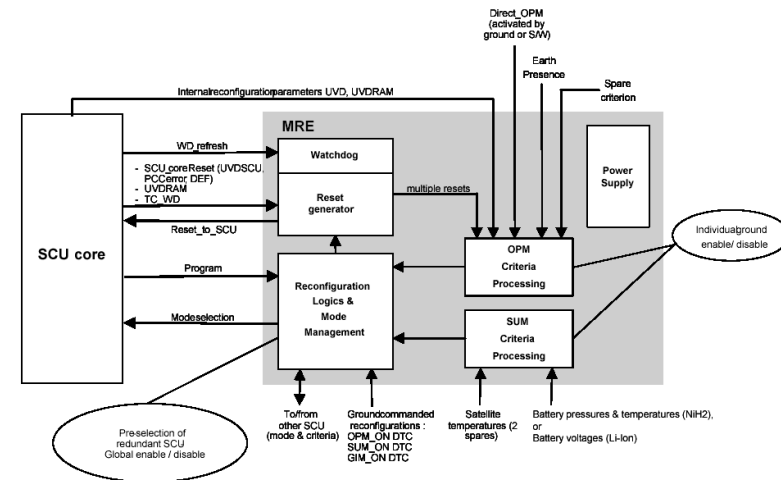 Direct_OPM
(activated by
ground or S/W)
Earth
Presence
Spare
criterion
Internalreconfigurationparameters UVD, UVDRAM
MRE
WD_refresh
Watchdog
- SCU_coreReset (UVDSCU,
PCCerror, DEF)
- UVDRAM
- TC_WD
Reset
generator
multiple resets
Power
Supply
Reset_to_SCU
SCU core
Individualground
enable/ disable
OPM
Criteria
Processing
Program
Reconfiguration
Logics &
Mode
Management
Modeselection
SUM
Criteria
Processing
Pre-selection of
redundant SCU
Global enable / disable
To/from
other SCU
(mode & criteria)
Groundcommanded
reconfigurations :
OPM_ON DTC
SUM_ON DTC
GIM_ON DTC
Satellite
temperatures (2
spares)
Battery pressures & temperatures (NiH2),
or
Battery voltages (Li-Ion)